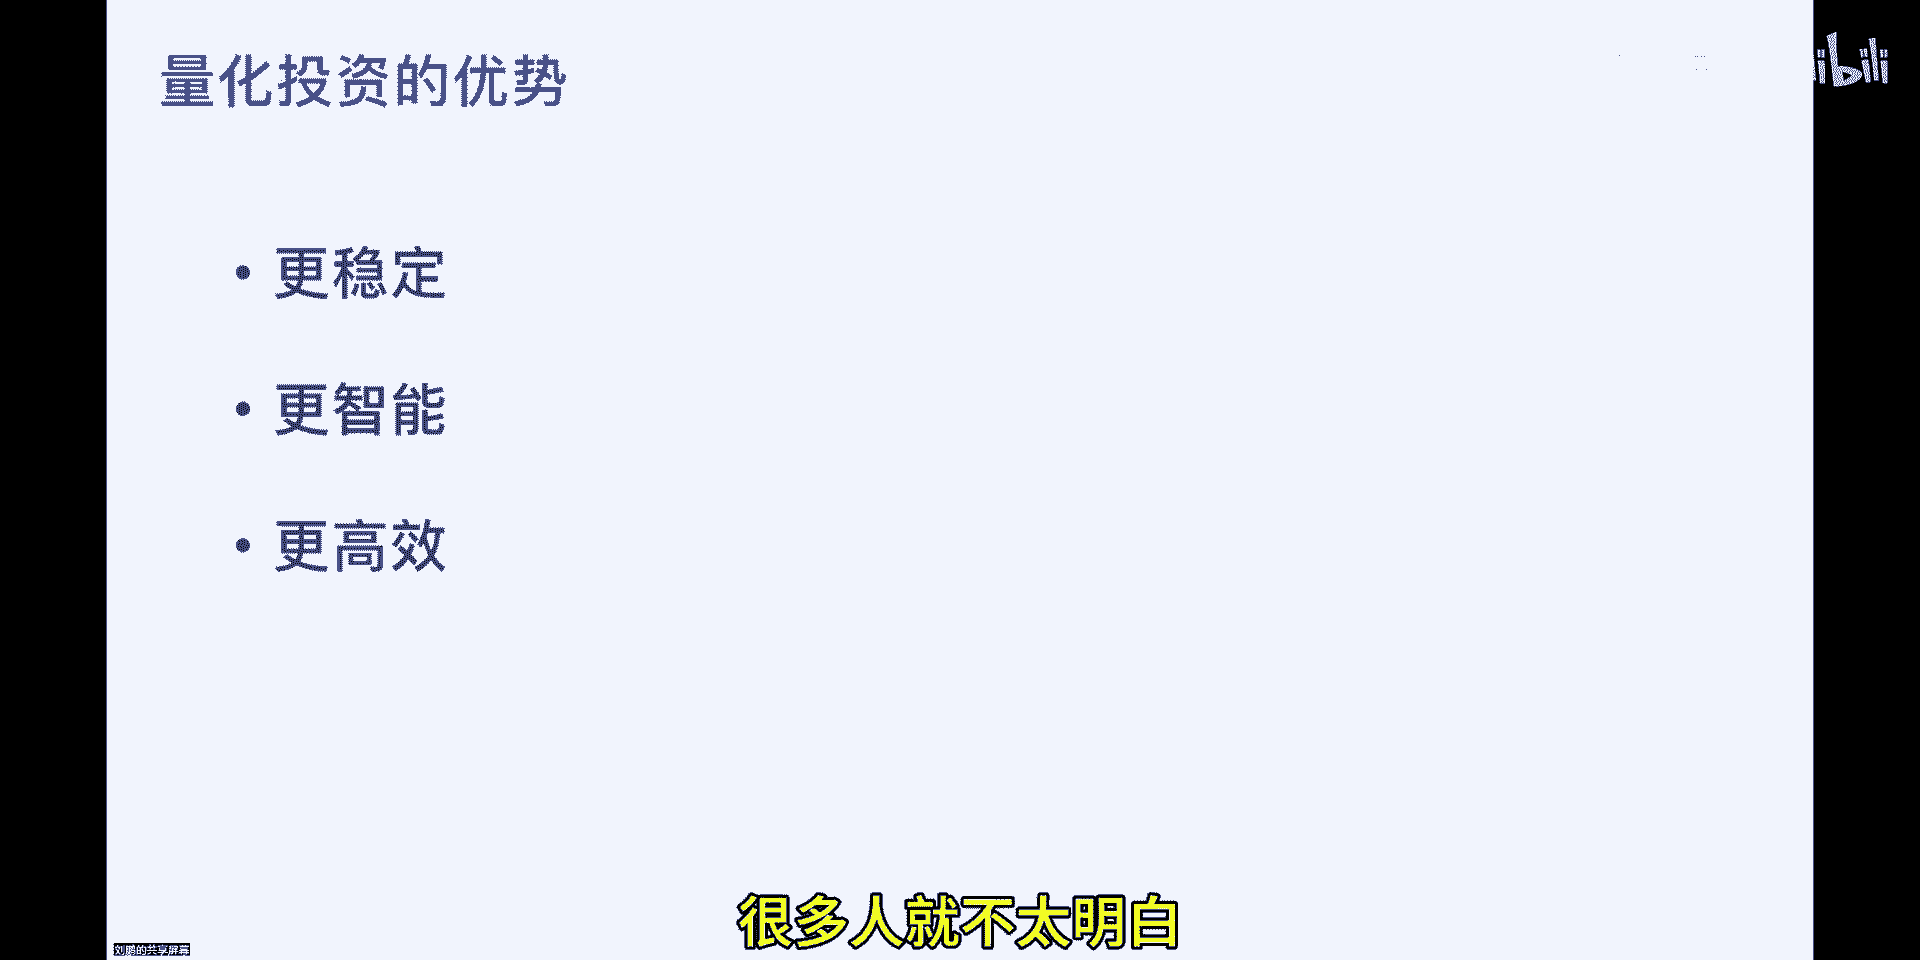 量化投资的优势
bilibili
• 更稳定
• 更智能
• 更高效
很多人就不太明白
刘鹏的共享屏幕